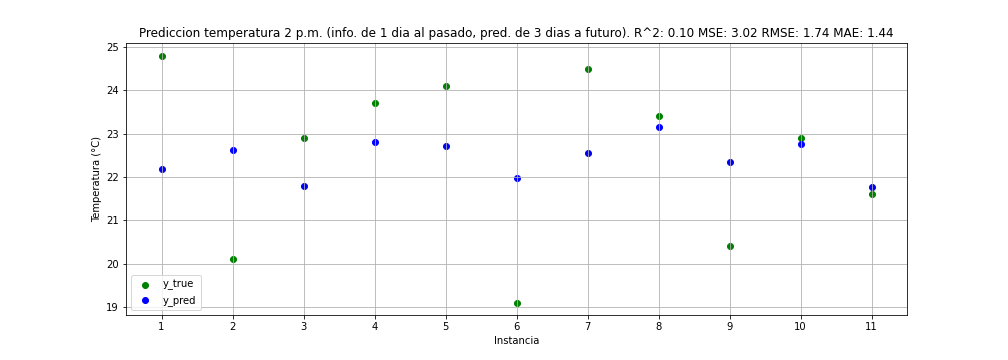 Prediccion temperatura 2 p.m. (info. de 1 dia al pasado, pred. de 3 dias a futuro). R^2: 0.10 MSE: 3.02 RMSE: 1.74 MAE: 1.44
25
24
23
22
21
20
19
Temperatura (°C)
y_true
y_pred
1 2 3 4 5 6 7 8 9 10 11
Instancia